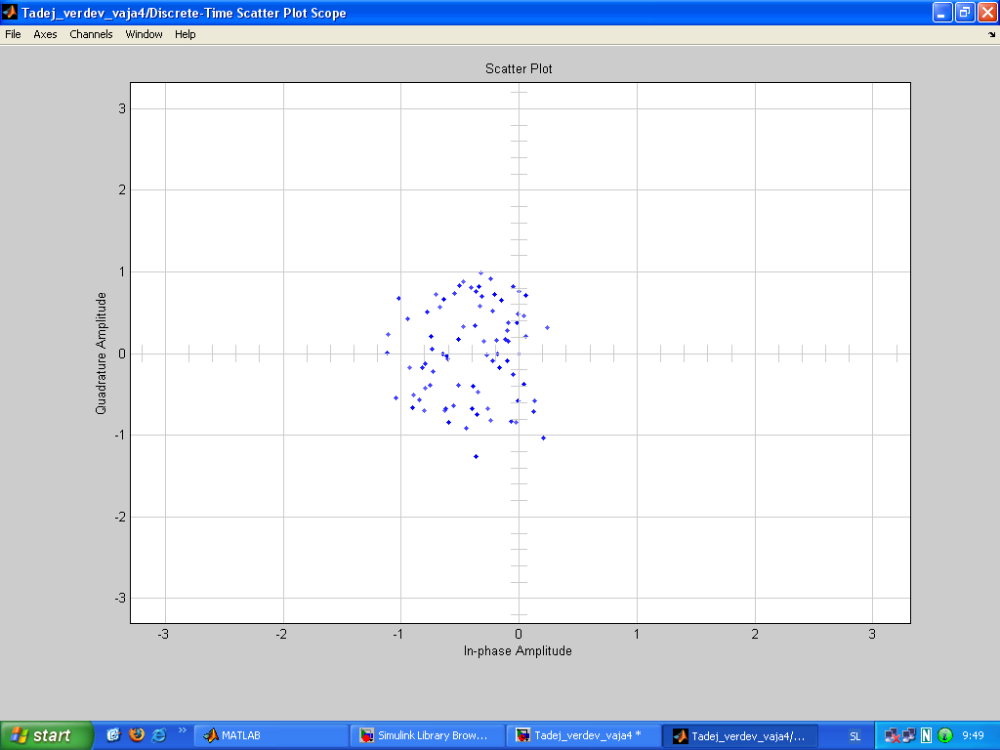 Tadej_verdev_vaja4/Discrete-Time Scatter Plot Scope
File Axes Channels Window Help
Scatter Plot
3
2
1
0
-1
-2
-3
Quadrature Amplitude
-3 -2 -1 0 1 2 3
In-phase Amplitude
start MATLAB Simulink Library Brow... Tadej_verdev_vaja4 * Tadej_verdev_vaja4/... SL N 9:49